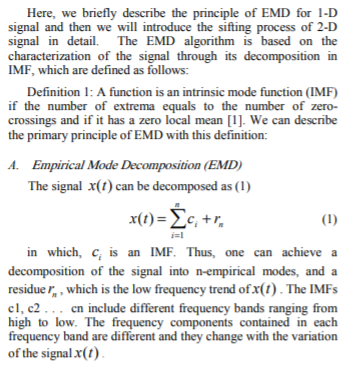 Here, we briefly describe the principle of EMD for 1-D
signal and then we will introduce the sifting process of 2-D
signal in detail. The EMD algorithm is based on the
characterization of the signal through its decomposition in
IMF, which are defined as follows:
Definition 1: A function is an intrinsic mode function (IMF)
if the number of extrema equals to the number of zero-
crossings and if it has a zero local mean [1]. We can describe
the primary principle of EMD with this definition:
A. Empirical Mode Decomposition (EMD)
The signal x(t) can be decomposed as (1)
x(t) = ∑_{i=1}^{n} c_i + r_n (1)
in which, c_i is an IMF. Thus, one can achieve a
decomposition of the signal into n-empirical modes, and a
residue r_n , which is the low frequency trend of x(t) . The IMFs
c1, c2 . . . cn include different frequency bands ranging from
high to low. The frequency components contained in each
frequency band are different and they change with the variation
of the signal x(t) .